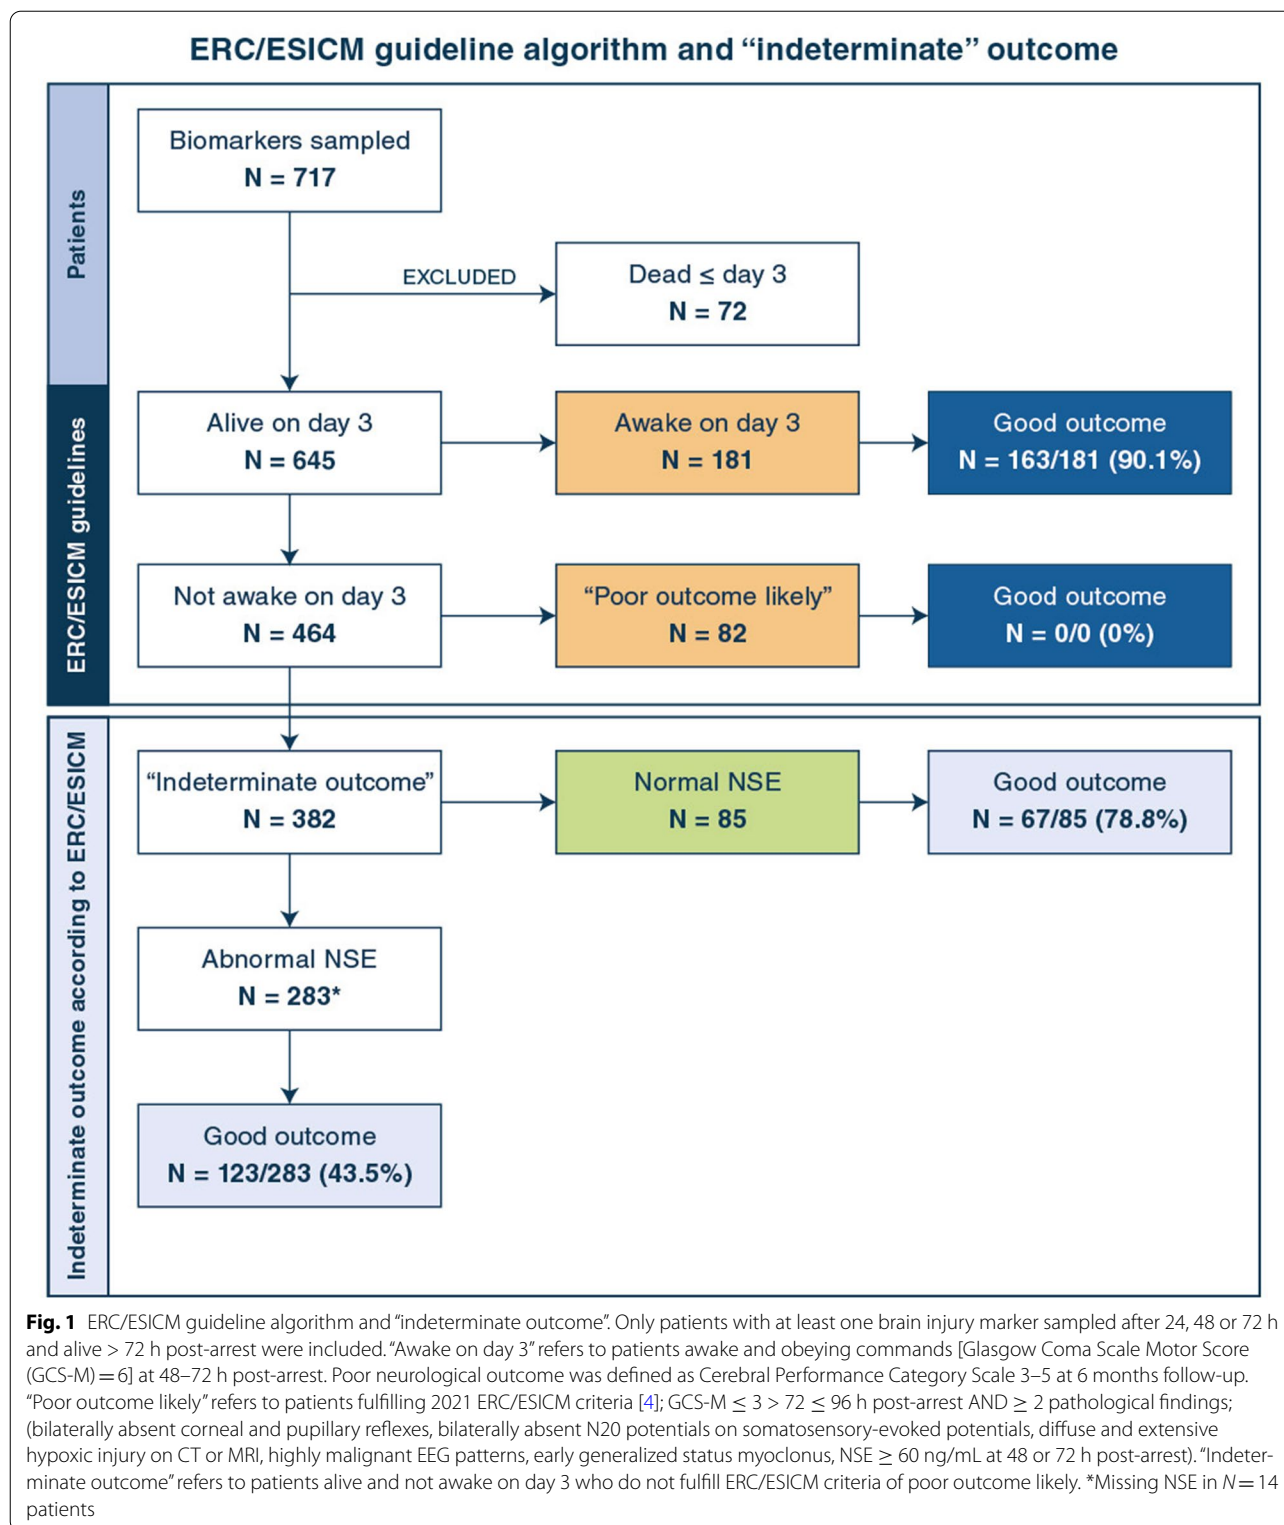 ERC/ESICM guideline algorithm and “indeterminate” outcome
Patients
Biomarkers sampled
N = 717
EXCLUDED
Dead ≤ day 3
N = 72
ERC/ESICM guidelines
Alive on day 3
N = 645
Awake on day 3
N = 181
Good outcome
N = 163/181 (90.1%)
Not awake on day 3
N = 464
“Poor outcome likely”
N = 82
Good outcome
N = 0/0 (0%)
Indeterminate outcome according to ERC/ESICM
“Indeterminate outcome”
N = 382
Normal NSE
N = 85
Good outcome
N = 67/85 (78.8%)
Abnormal NSE
N = 283*
Good outcome
N = 123/283 (43.5%)
Fig. 1 ERC/ESICM guideline algorithm and “indeterminate outcome”. Only patients with at least one brain injury marker sampled after 24, 48 or 72 h
and alive > 72 h post-arrest were included. “Awake on day 3” refers to patients awake and obeying commands [Glasgow Coma Scale Motor Score
(GCS-M) = 6] at 48–72 h post-arrest. Poor neurological outcome was defined as Cerebral Performance Category Scale 3–5 at 6 months follow-up.
“Poor outcome likely” refers to patients fulfilling 2021 ERC/ESICM criteria [4]; GCS-M ≤ 3 > 72 ≤ 96 h post-arrest AND ≥ 2 pathological findings;
(bilaterally absent corneal and pupillary reflexes, bilaterally absent N20 potentials on somatosensory-evoked potentials, diffuse and extensive
hypoxic injury on CT or MRI, highly malignant EEG patterns, early generalized status myoclonus, NSE ≥ 60 ng/mL at 48 or 72 h post-arrest). “Indeter-
minate outcome” refers to patients alive and not awake on day 3 who do not fulfill ERC/ESICM criteria of poor outcome likely. *Missing NSE in N = 14
patients